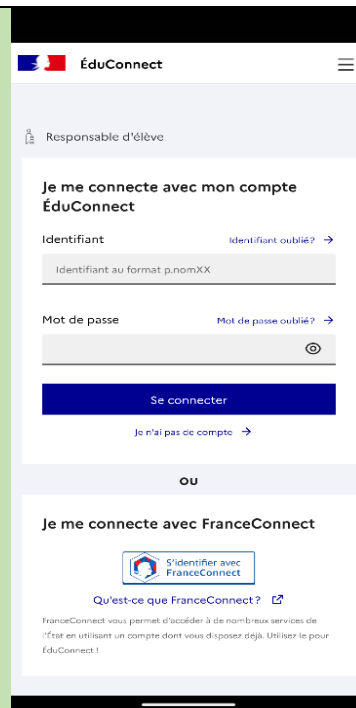 ÉduConnect
Responsable d'élève
Je me connecte avec mon compte
ÉduConnect
Identifiant
Identifiant oublié? →
Identifiant au format p.nomXX
Mot de passe
Mot de passe oublié? →
Se connecter
Je n'ai pas de compte →
OU
Je me connecte avec FranceConnect
S'identifier avec
FranceConnect
Qu'est-ce que FranceConnect?
FranceConnect vous permet d'accéder à de nombreux services de
l'État en utilisant un compte dont vous disposez déjà. Utilisez-le pour
ÉduConnect !